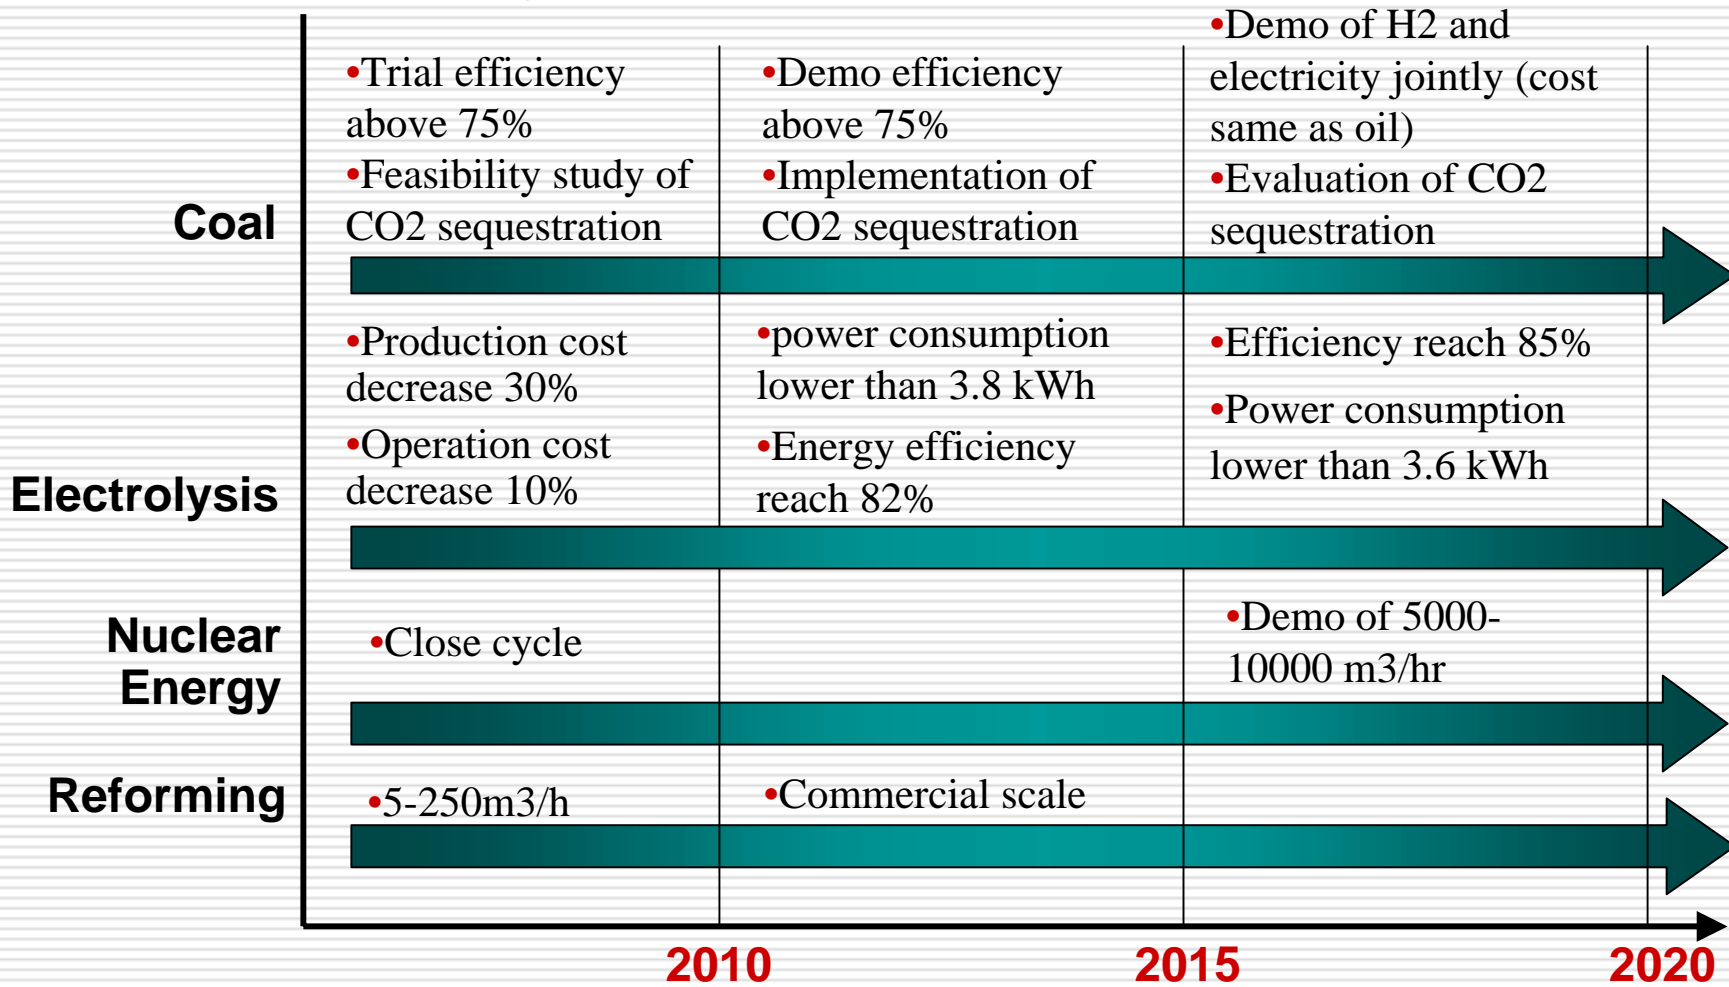 Coal
•Trial efficiency
above 75%
•Feasibility study of
CO2 sequestration
•Demo efficiency
above 75%
•Implementation of
CO2 sequestration
•Demo of H2 and
electricity jointly (cost
same as oil)
•Evaluation of CO2
sequestration
Electrolysis
•Production cost
decrease 30%
•Operation cost
decrease 10%
•power consumption
lower than 3.8 kWh
•Energy efficiency
reach 82%
•Efficiency reach 85%
•Power consumption
lower than 3.6 kWh
Nuclear
Energy
•Close cycle
•Demo of 5000-
10000 m3/hr
Reforming
•5-250m3/h
•Commercial scale
2010
2015
2020